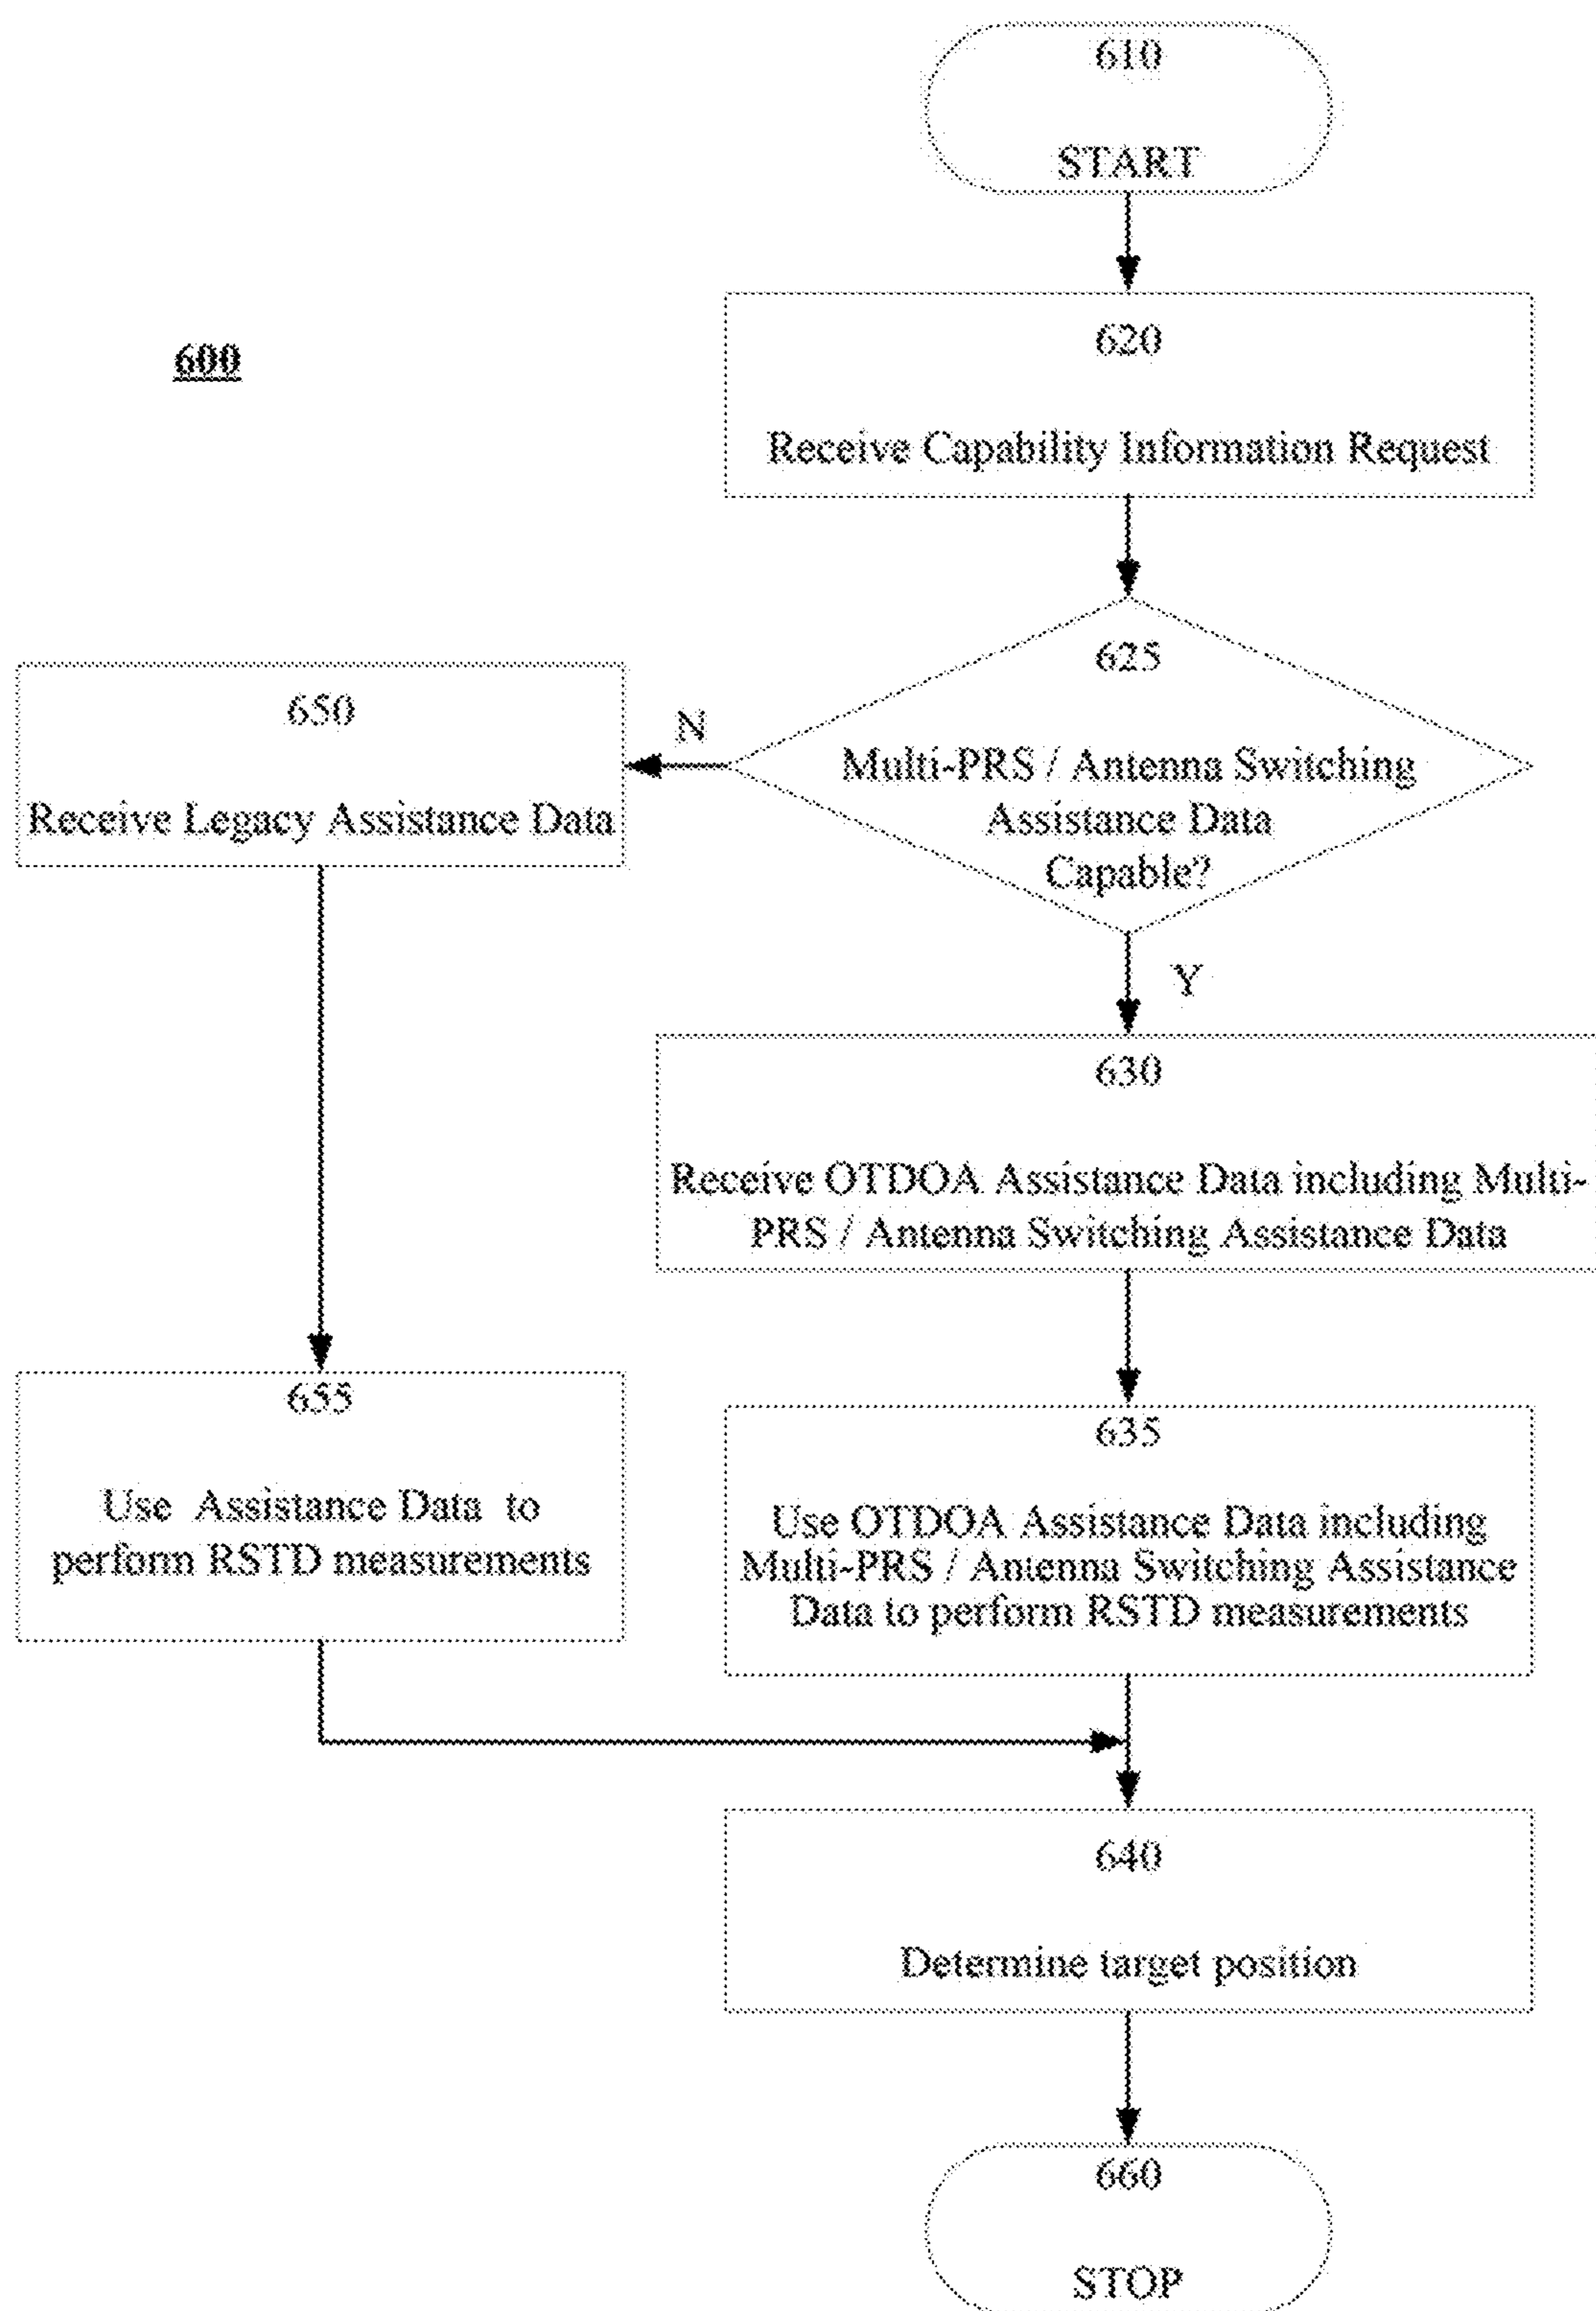 610
START
600
620
Receive Capability Information Request
625
Multi-PRS / Antenna Switching
Assistance Data
Capable?
N
650
Receive Legacy Assistance Data
Y
630
Receive OTDOA Assistance Data including Multi-
PRS / Antenna Switching Assistance Data
655
Use Assistance Data to
perform RSTD measurements
635
Use OTDOA Assistance Data including
Multi-PRS / Antenna Switching Assistance
Data to perform RSTD measurements
640
Determine target position
660
STOP